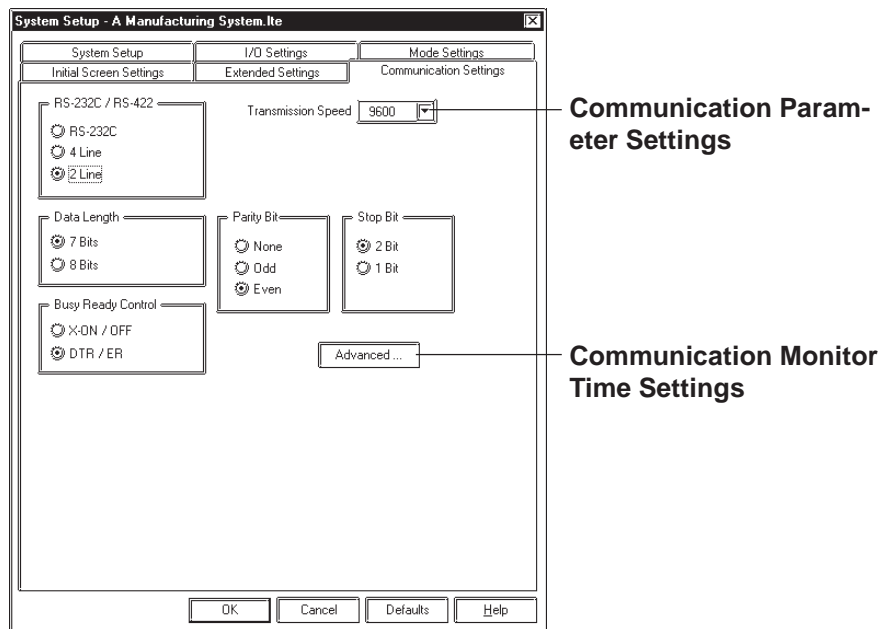 System Setup - A Manufacturing System.lte
System Setup
I/O Settings
Mode Settings
Initial Screen Settings
Extended Settings
Communication Settings
RS-232C / RS-422
RS-232C
4 Line
2 Line
Transmission Speed 9600
Communication Param-
eter Settings
Data Length
7 Bits
8 Bits
Parity Bit
None
Odd
Even
Stop Bit
2 Bit
1 Bit
Busy Ready Control
X-ON / OFF
DTR / ER
Advanced ...
Communication Monitor
Time Settings
OK
Cancel
Defaults
Help